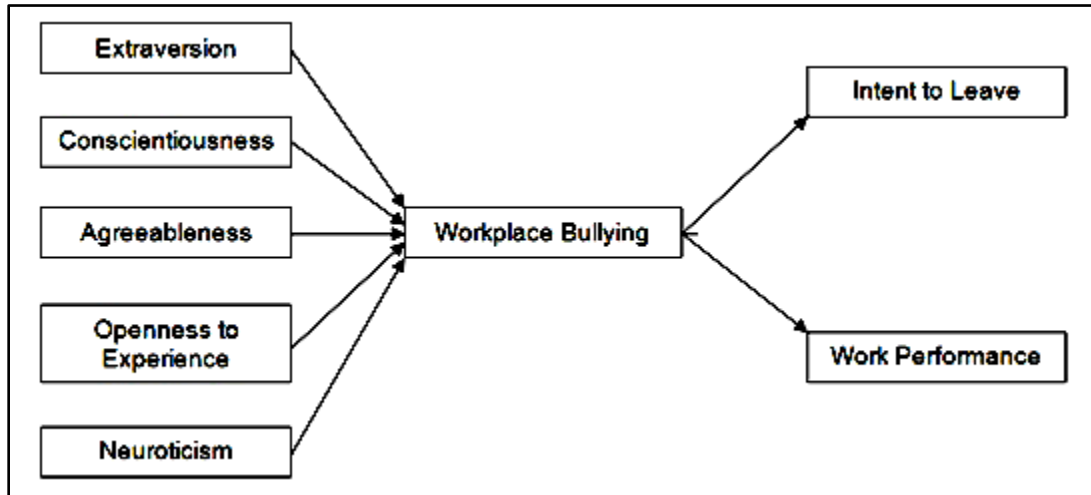 Extraversion
Conscientiousness
Agreeableness
Openness to
Experience
Neuroticism
Workplace Bullying
Intent to Leave
Work Performance